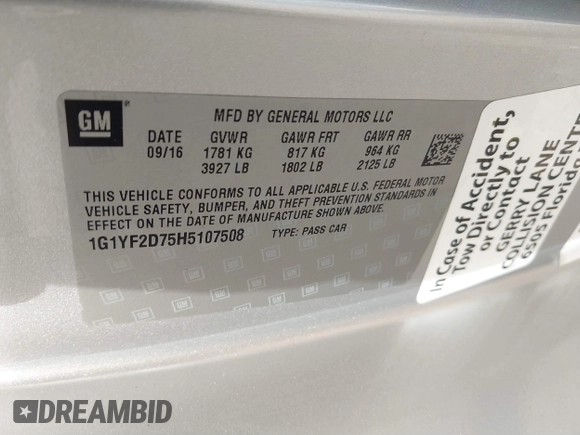 GM
MFD BY GENERAL MOTORS LLC
DATE GVWR GAWR FRT GAWR RR
09/16 1781 KG 817 KG 964 KG
3927 LB 1802 LB 2125 LB
THIS VEHICLE CONFORMS TO ALL APPLICABLE U.S. FEDERAL MOTOR
VEHICLE SAFETY, BUMPER, AND THEFT PREVENTION STANDARDS IN
EFFECT ON THE DATE OF MANUFACTURE SHOWN ABOVE.
1G1YF2D75H5107508 TYPE: PASS CAR
In Case of Accident,
Tow Directly to
or Contact
GERRY LANE
COLLISION CENTE
6505 FLORID
DREAMBID